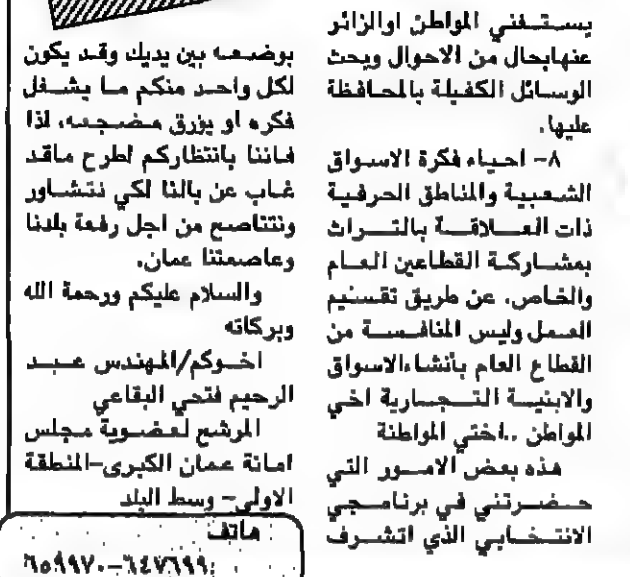 يستغني المواطن اوالزائر
عنهابحال من الاحوال وبحث
الوسائل الكفيلة بالمحافظة
عليها.
٨- احياء فكرة الاسواق
الشعبية والمناطق الحرفية
ذات العلاقة بالتراث
بمشاركة القطاعين العام
والخاص، عن طريق تقسيم
العمل وليس المنافسة من
القطاع العام بأنشاءالاسواق
والابنية التجارية اخي
المواطن ..اختي المواطنة
هذه بعض الامور التي
حضرتني في برنامجي
الانتخابي الذي اتشرف
بوضعه بين يديك وقد يكون
لكل واحد منكم ما يشغل
فكره او يؤرق مضجعه، لذا
فاننا بانتظاركم لطرح ماقد
غاب عن بالنا لكي نتشاور
ونتناصح من اجل رفعة بلدنا
وعاصمتنا عمان.
والسلام عليكم ورحمة الله
وبركاته
اخوكم/المهندس عبد
الرحيم فتحي البقاعي
المرشح لعضوية مجلس
امانة عمان الكبرى-المنطقة
الاولى- وسط البلد
هاتف
٦٤٧٦٩٩-٦٥٩٩٧٠